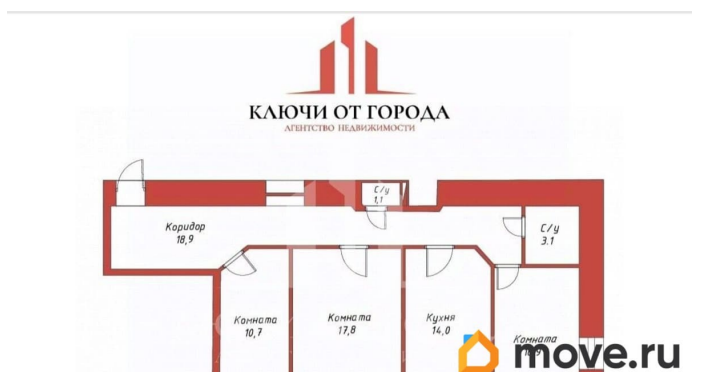 КЛЮЧИ ОТ ГОРОДА
АГЕНТСТВО НЕДВИЖИМОСТИ
С/у
1,1
Коридор
18,9
С/у
3.1
Комната
10,7
Комната
17,8
Кухня
14,0
Комната
move.ru